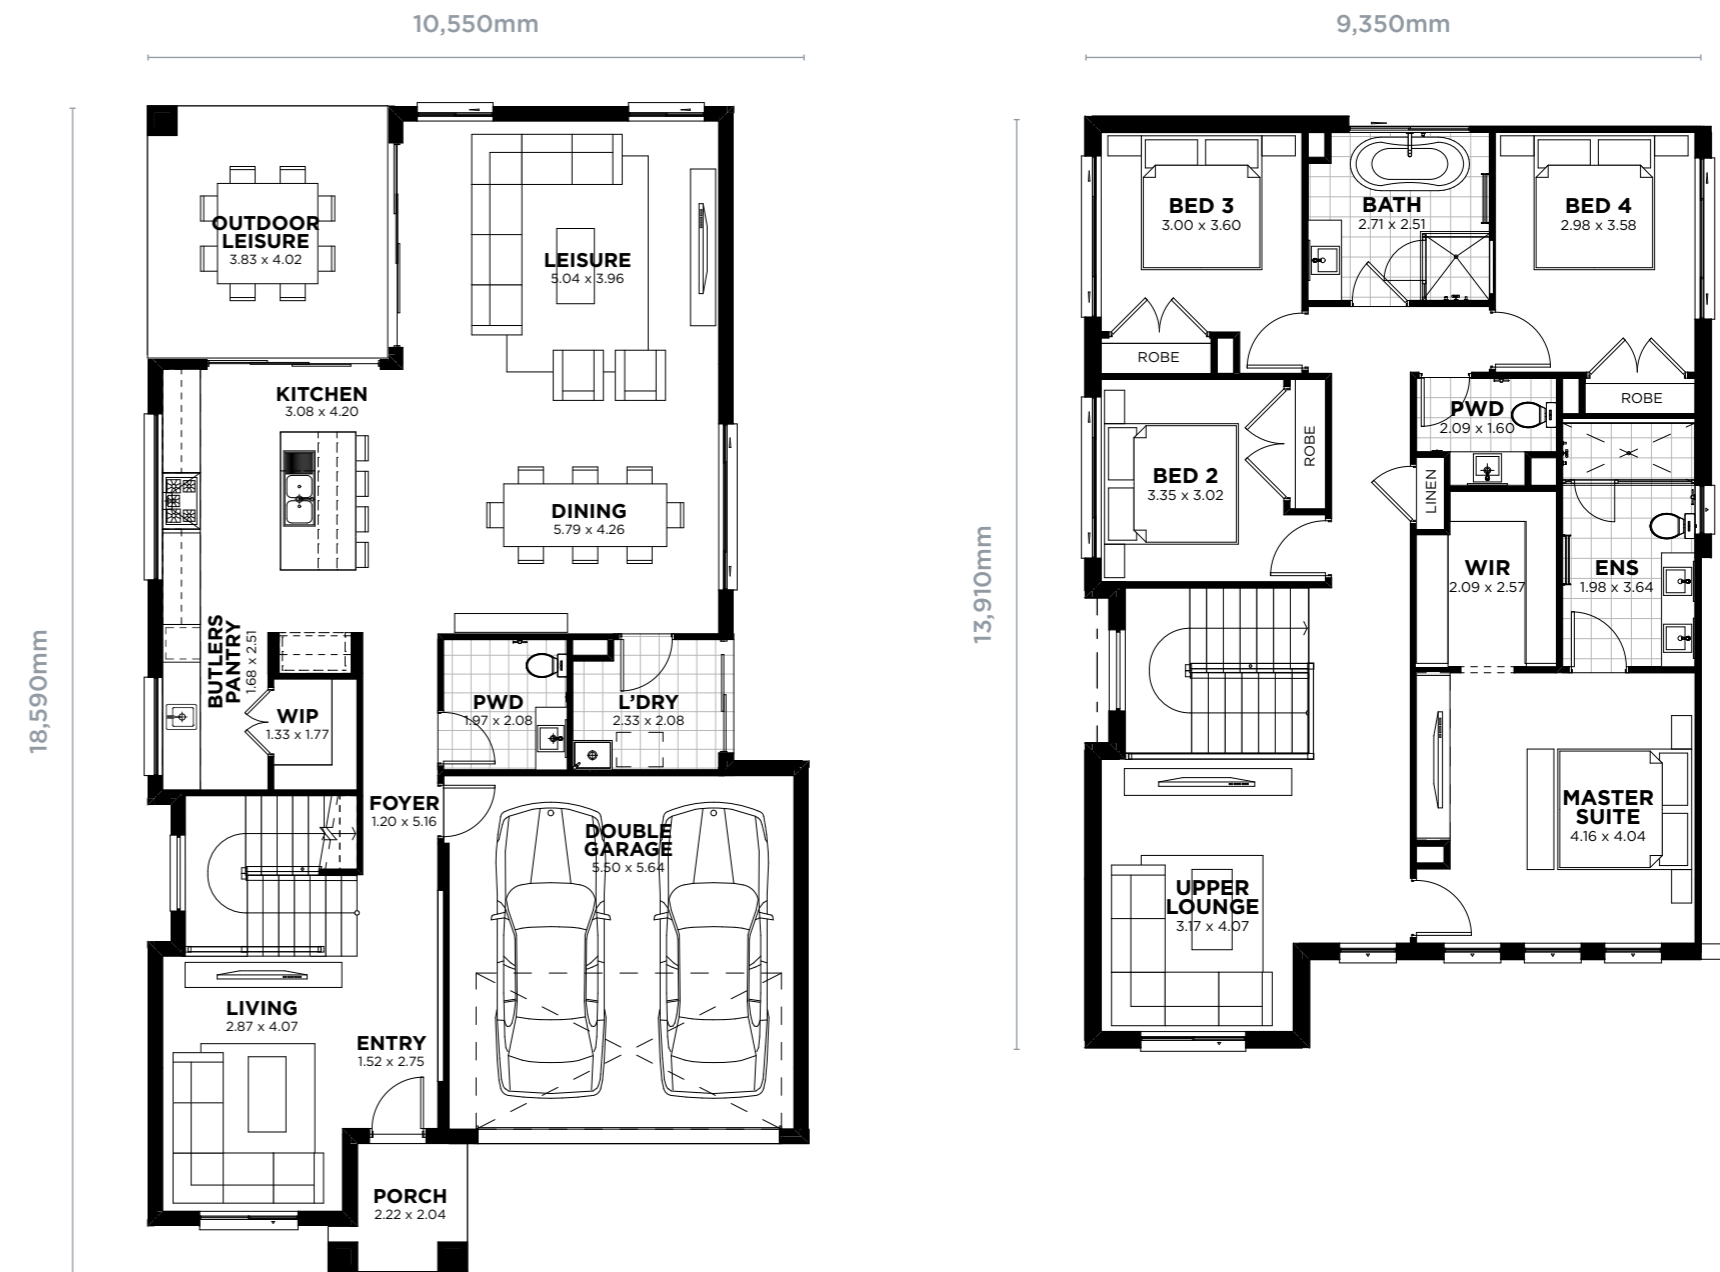 10,550mm
9,350mm
18,590mm
13,910mm
OUTDOOR
LEISURE
3.83 x 4.02
LEISURE
5.04 x 3.96
KITCHEN
3.08 x 4.20
DINING
5.79 x 4.26
BUTLERS
PANTRY
1.68 x 2.51
WIP
1.33 x 1.77
PWD
1.97 x 2.08
L'DRY
2.33 x 2.08
FOYER
1.20 x 5.16
DOUBLE
GARAGE
5.50 x 5.64
LIVING
2.87 x 4.07
ENTRY
1.52 x 2.75
PORCH
2.22 x 2.04
BED 3
3.00 x 3.60
BATH
2.71 x 2.51
BED 4
2.98 x 3.58
ROBE
ROBE
PWD
2.09 x 1.60
BED 2
3.35 x 3.02
ROBE
LINEN
WIR
2.09 x 2.57
ENS
1.98 x 3.64
MASTER
SUITE
4.16 x 4.04
UPPER
LOUNGE
3.17 x 4.07